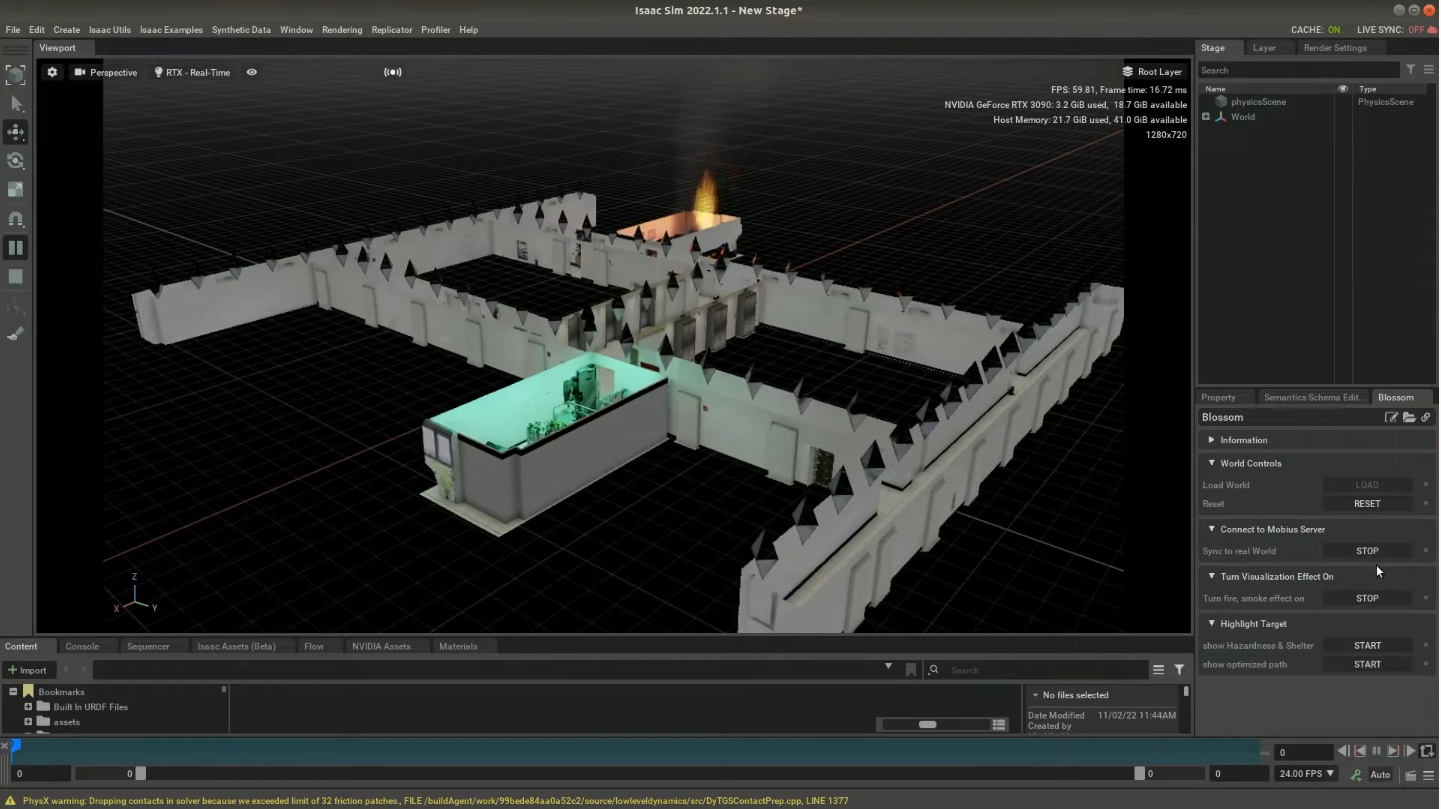 Isaac Sim 2022.1.1 - New Stage*
File Edit Create Isaac Utils Isaac Examples Synthetic Data Window Rendering Replicator Profiler Help CACHE: ON LIVE SYNC: OFF
Viewport
Perspective RTX - Real-Time Root Layer
FPS: 59.81, Frame time: 16.72 ms
NVIDIA GeForce RTX 3090: 3.2 GiB used, 18.7 GiB available
Host Memory: 21.7 GiB used, 41.0 GiB available
1280x720
Z
X Y
Stage Layer Render Settings
Search
Name Type
physicsScene PhysicsScene
World
Property Semantics Schema Edit.. Blossom
Blossom
Information
World Controls
Load World LOAD
Reset RESET
Connect to Mobius Server
Sync to real World STOP
Turn Visualization Effect On
Turn fire, smoke effect on STOP
Highlight Target
show Hazardness & Shelter START
show optimized path START
Content Console Sequencer Isaac Assets (Beta) Flow NVIDIA Assets Materials
+ Import Search
Bookmarks
Built In URDF Files
assets
No files selected
Date Modified 11/02/22 11:44AM
Created by
0
0 0 0 0 24.00 FPS Auto
PhysX warning: Dropping contacts in solver because we exceeded limit of 32 friction patches., FILE /buildAgent/work/99bede84aa0a52c2/source/lowleveldynamics/src/DyTGSContactPrep.cpp, LINE 1377